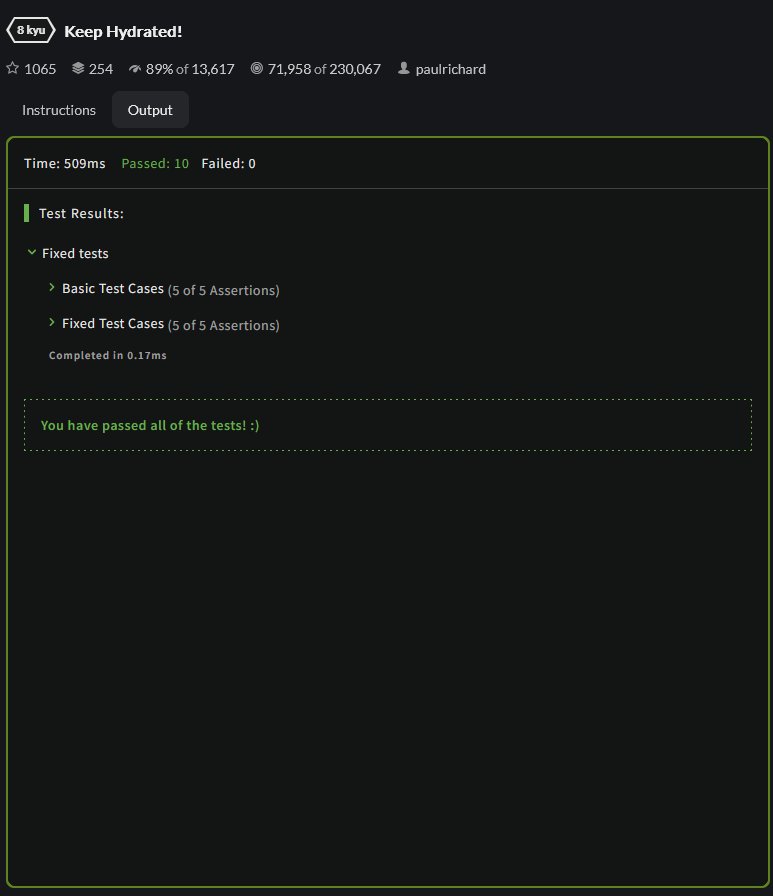 8 kyu Keep Hydrated!
1065 254 89% of 13,617 71,958 of 230,067 paulrichard
Instructions Output
Time: 509ms Passed: 10 Failed: 0
Test Results:
Fixed tests
Basic Test Cases (5 of 5 Assertions)
Fixed Test Cases (5 of 5 Assertions)
Completed in 0.17ms
You have passed all of the tests! :)